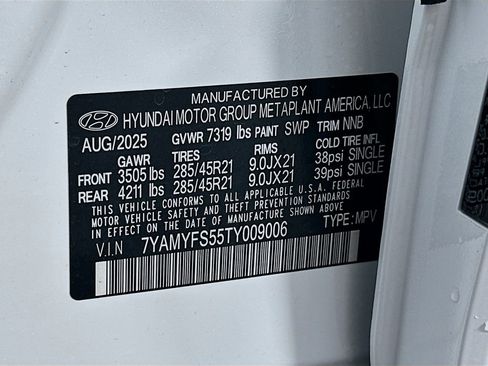 MANUFACTURED BY
HYUNDAI MOTOR GROUP METAPLANT AMERICA, LLC.
AUG/2025 GVWR 7319 lbs PAINT SWP TRIM NNB
GAWR TIRES RIMS COLD TIRE INFL
FRONT 3505 lbs 285/45R21 9.0JX21 38psi SINGLE
REAR 4211 lbs 285/45R21 9.0JX21 39psi SINGLE
THIS VEHICLE CONFORMS TO ALL APPLICABLE U.S.A. FEDERAL
MOTOR VEHICLE SAFETY, BUMPER, AND THEFT PREVENTION STANDARDS
IN EFFECT ON THE DATE OF MANUFACTURE SHOWN ABOVE.
V.I.N 7YAMYFS55TY009006 TYPE: MPV